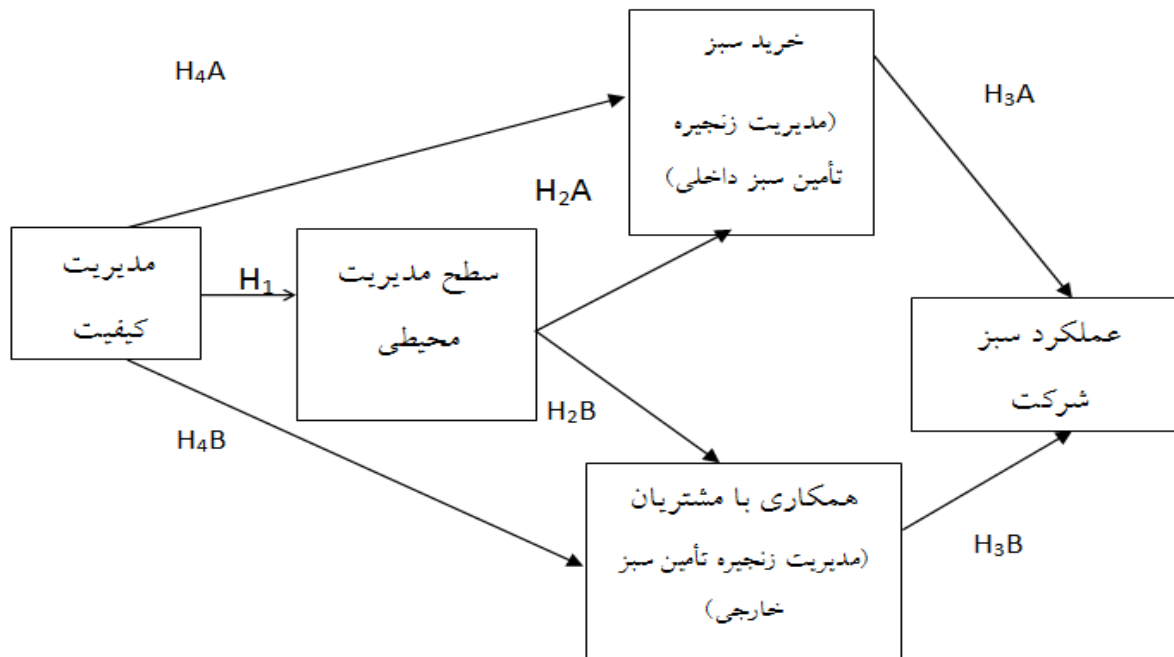 خرید سبز
(مدیریت زنجیره
تأمین سبز داخلی)
H₄A
H₃A
H₂A
مدیریت
کیفیت
H₁
سطح مدیریت
محیطی
عملکرد سبز
شرکت
H₂B
H₄B
همکاری با مشتریان
(مدیریت زنجیره تأمین سبز
خارجی)
H₃B